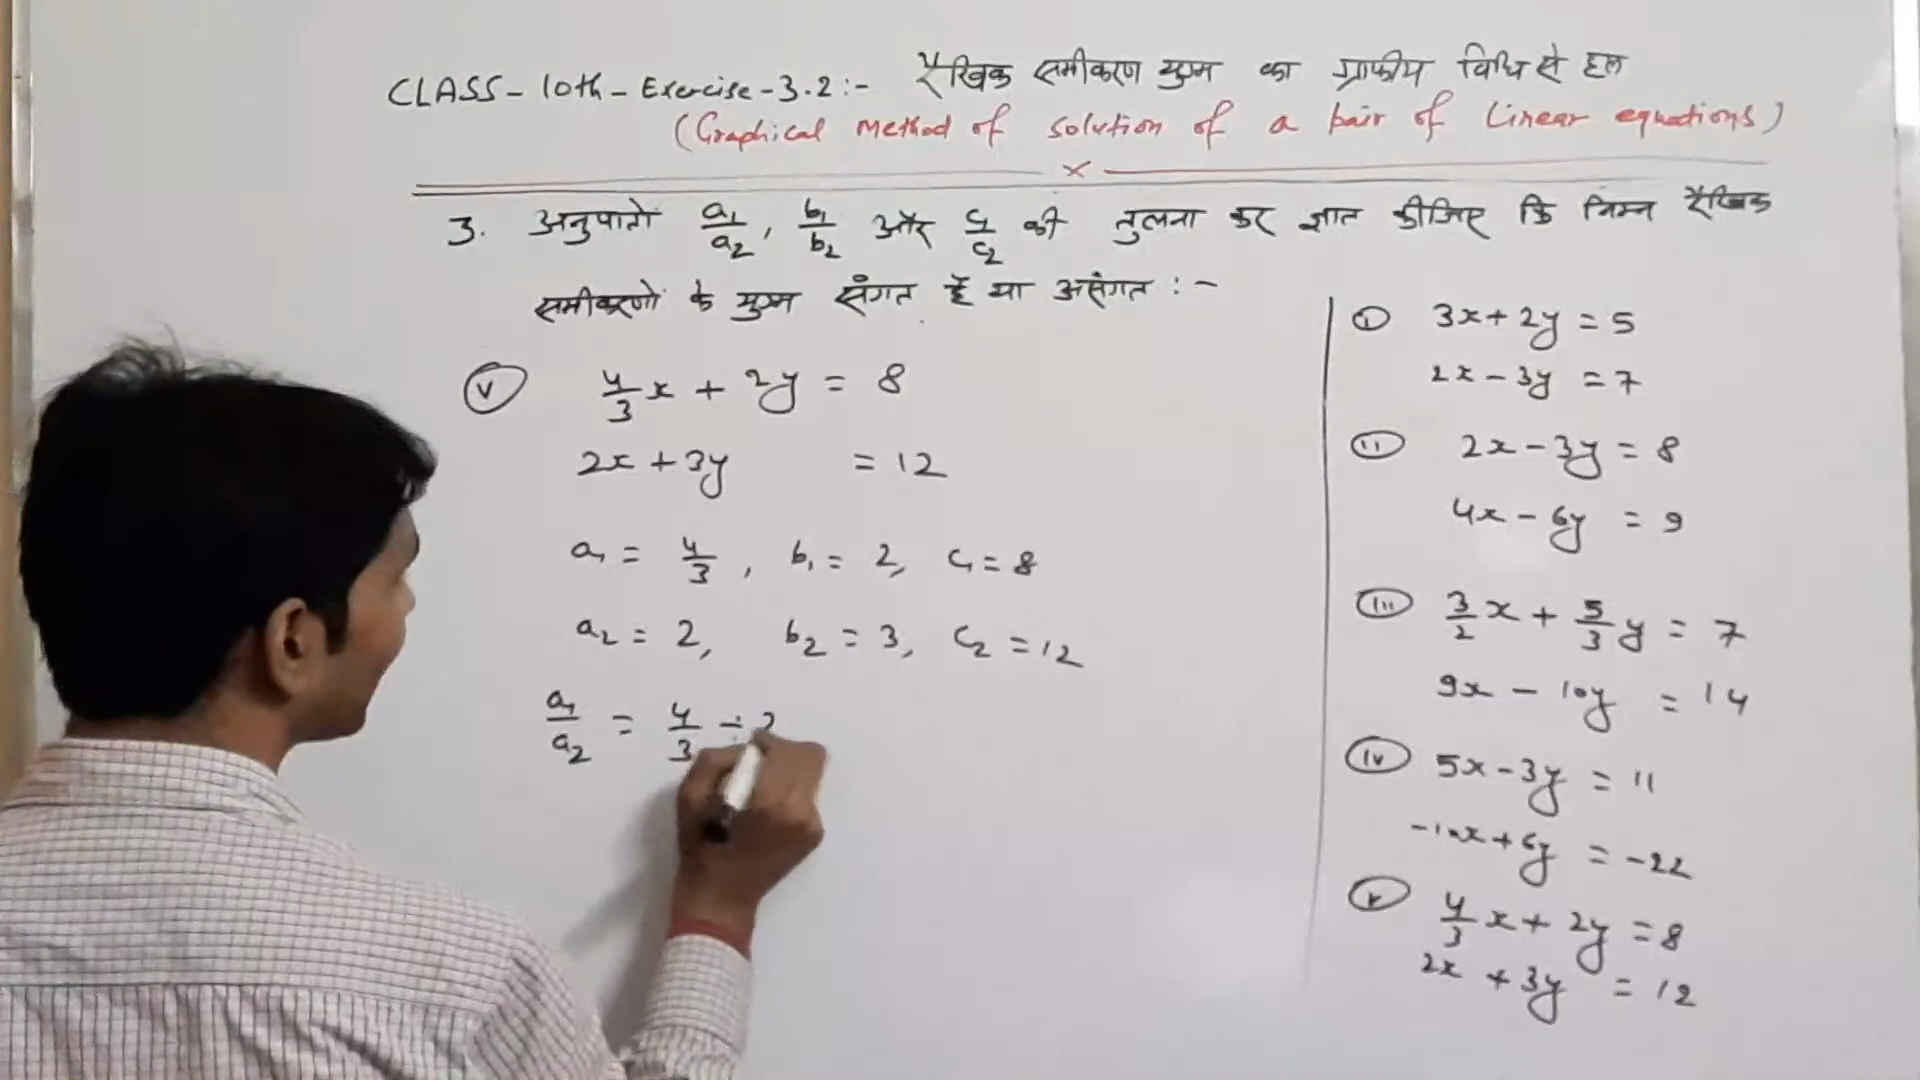 CLASS - 10th - Exercise - 3.2 :- रैखिक समीकरण युग्म का ग्राफीय विधि से हल
(Graphical Method of solution of a pair of Linear equations)
x
3. अनुपातों a₁/a₂, b₁/b₂ और c₁/c₂ की तुलना कर ज्ञात कीजिए कि निम्न रैखिक
समीकरणों के युग्म संगत हैं या असंगत :-
(v) 4/3 x + 2y = 8
2x + 3y = 12
a₁ = 4/3, b₁ = 2, c₁ = 8
a₂ = 2, b₂ = 3, c₂ = 12
a₁/a₂ = 4/3 ÷ 2
(i) 3x + 2y = 5
2x - 3y = 7
(ii) 2x - 3y = 8
4x - 6y = 9
(iii) 3/2 x + 5/3 y = 7
9x - 10y = 14
(iv) 5x - 3y = 11
-10x + 6y = -22
(v) 4/3 x + 2y = 8
2x + 3y = 12